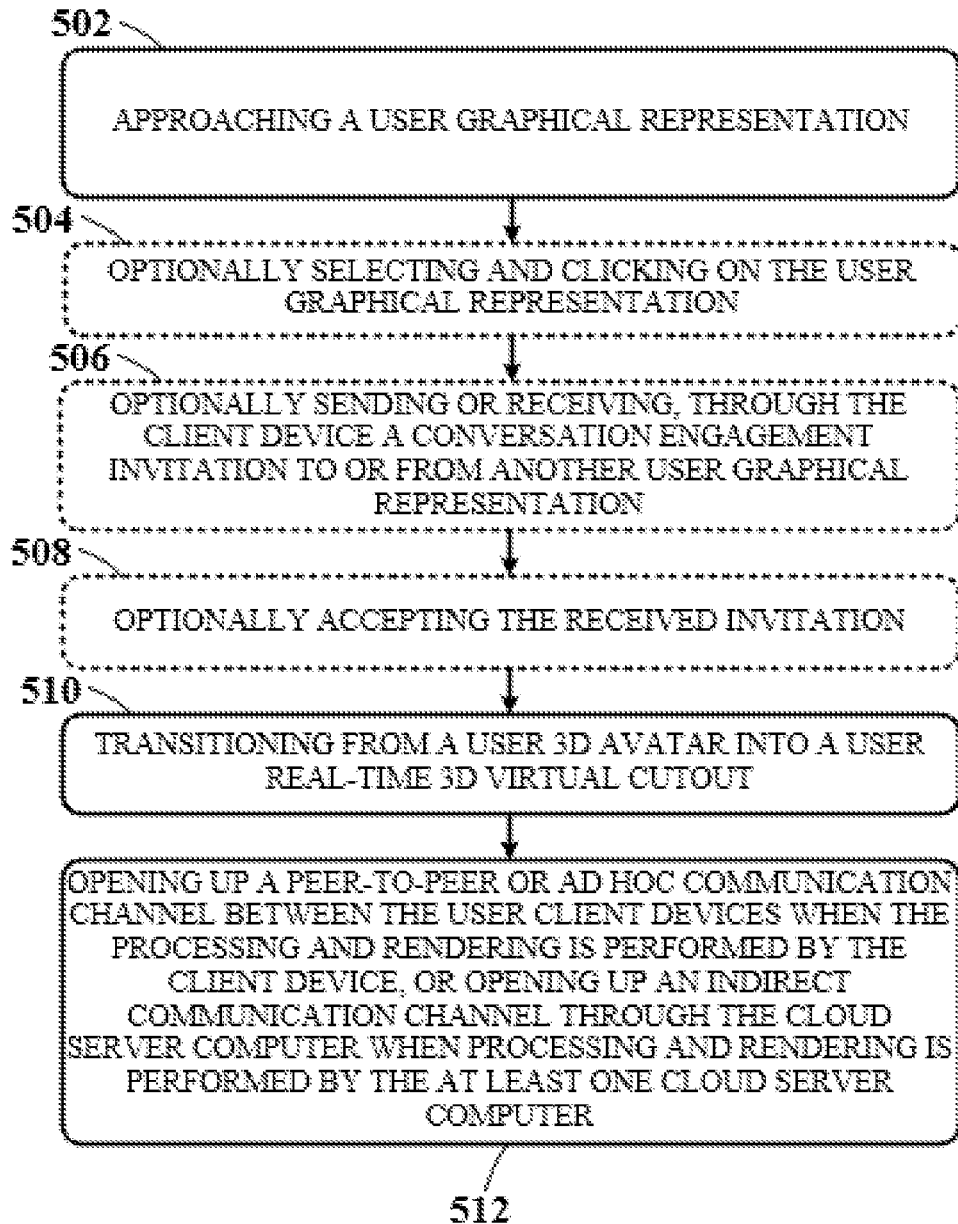 502
APPROACHING A USER GRAPHICAL REPRESENTATION
504
OPTIONALLY SELECTING AND CLICKING ON THE USER
GRAPHICAL REPRESENTATION
506
OPTIONALLY SENDING OR RECEIVING, THROUGH THE
CLIENT DEVICE A CONVERSATION ENGAGEMENT
INVITATION TO OR FROM ANOTHER USER GRAPHICAL
REPRESENTATION
508
OPTIONALLY ACCEPTING THE RECEIVED INVITATION
510
TRANSITIONING FROM A USER 3D AVATAR INTO A USER
REAL-TIME 3D VIRTUAL CUTOUT
OPENING UP A PEER-TO-PEER OR AD HOC COMMUNICATION
CHANNEL BETWEEN THE USER CLIENT DEVICES WHEN THE
PROCESSING AND RENDERING IS PERFORMED BY THE
CLIENT DEVICE, OR OPENING UP AN INDIRECT
COMMUNICATION CHANNEL THROUGH THE CLOUD
SERVER COMPUTER WHEN PROCESSING AND RENDERING IS
PERFORMED BY THE AT LEAST ONE CLOUD SERVER
COMPUTER
512